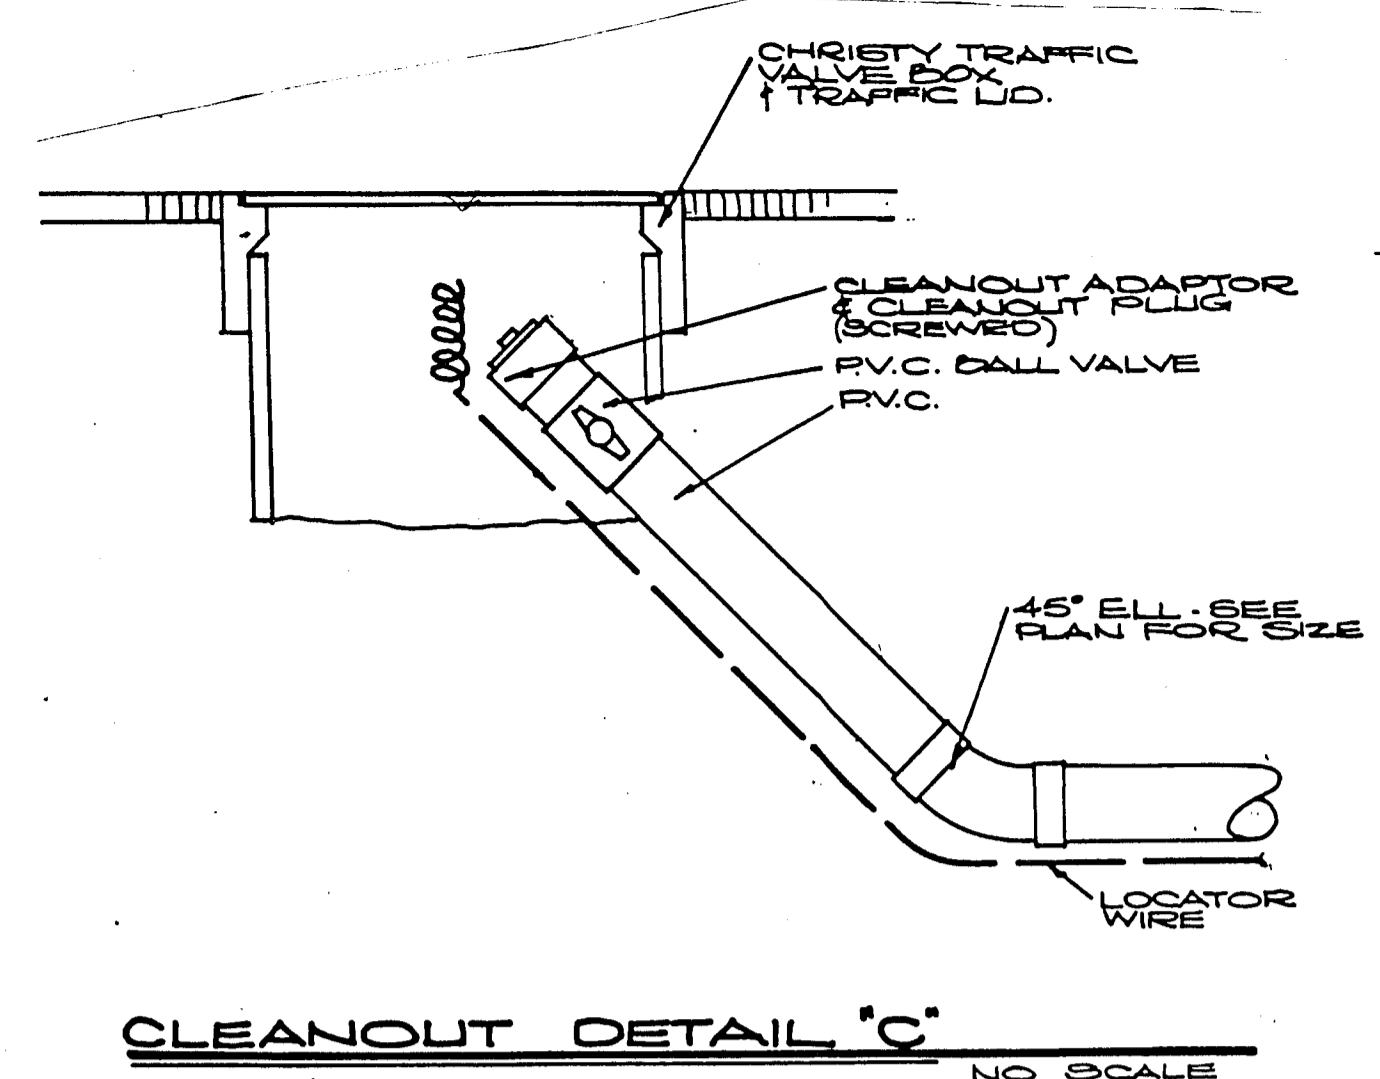 CHRISTY TRAFFIC
VALVE BOX
& TRAFFIC LID.
CLEANOUT ADAPTOR
& CLEANOUT PLUG
(SCREWED)
P.V.C. BALL VALVE
P.V.C.
45° ELL - SEE
PLAN FOR SIZE
LOCATOR
WIRE
CLEANOUT DETAIL "C"
NO SCALE